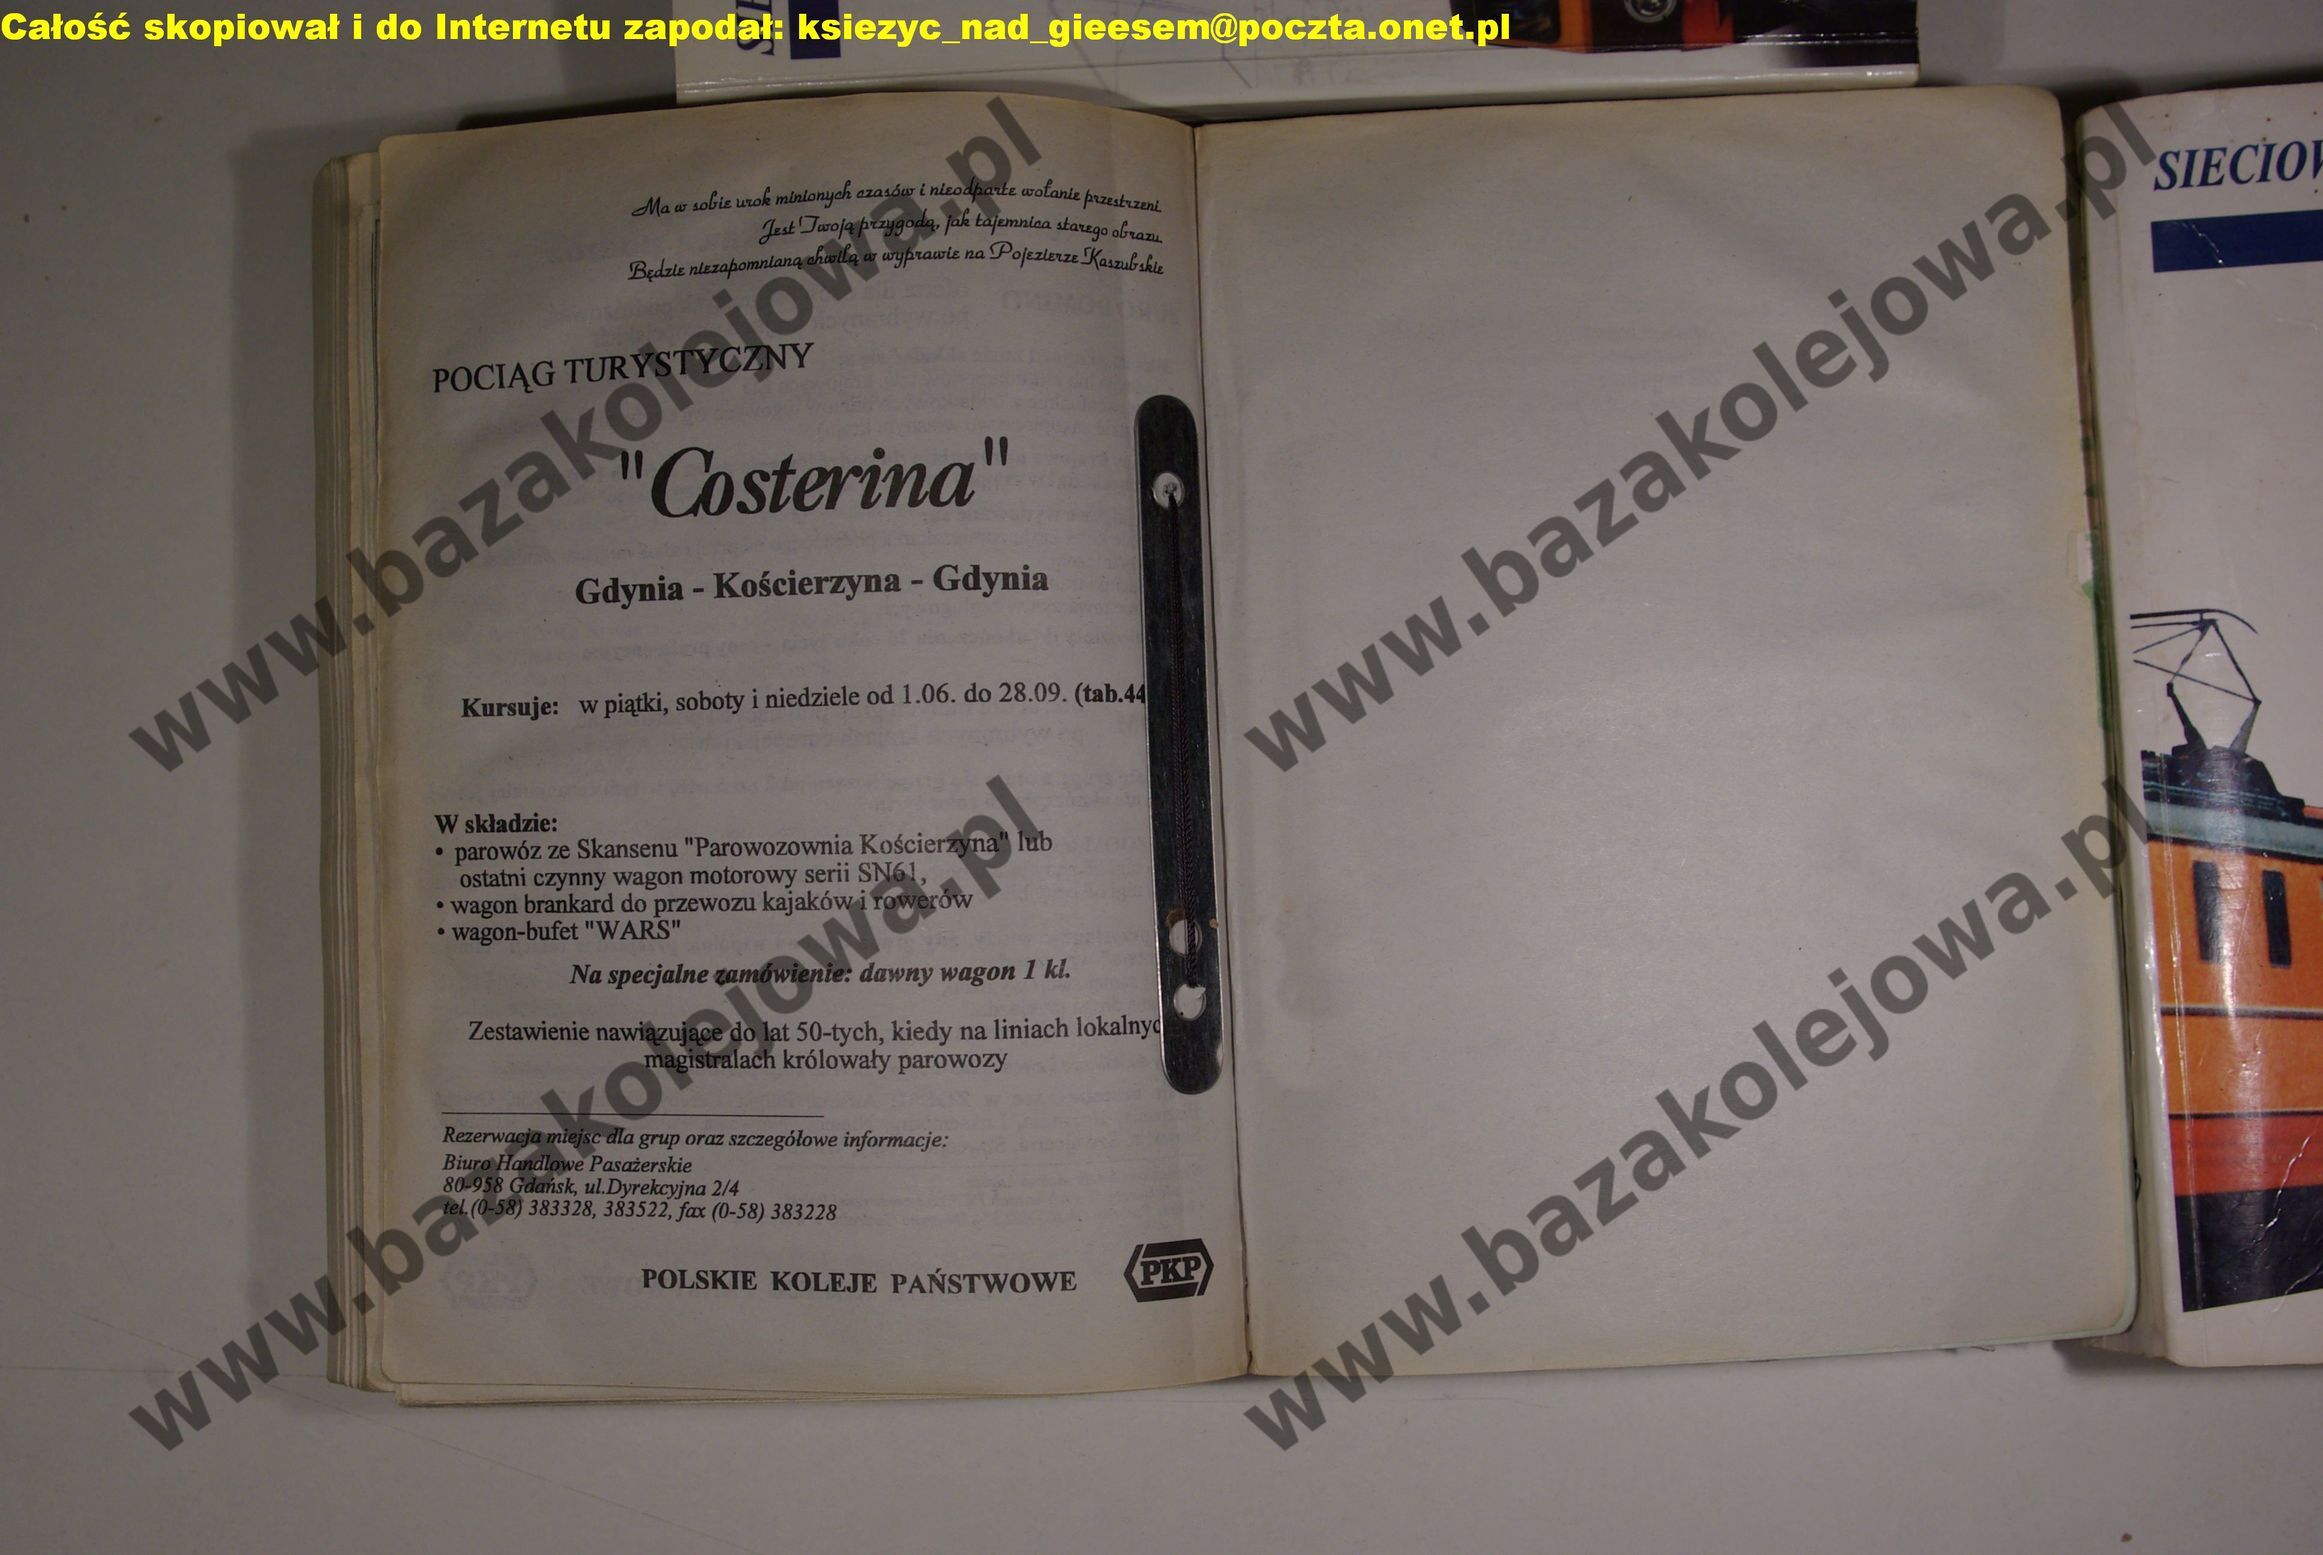 Całość skopiował i do Internetu zapodał: ksiezyc_nad_gieesem@poczta.onet.pl
Ma w sobie urok minionych czasów i nieodparte wołanie przestrzeni.
Jest Twoją przygodą, jak tajemnica starego obrazu.
Będzie niezapomnianą chwilą w wyprawie na Pojezierze Kaszubskie
POCIĄG TURYSTYCZNY
"Costerina"
Gdynia - Kościerzyna - Gdynia
Kursuje: w piątki, soboty i niedziele od 1.06. do 28.09. (tab.44
W składzie:
• parowóz ze Skansenu "Parowozownia Kościerzyna" lub
ostatni czynny wagon motorowy serii SN61,
• wagon brankard do przewozu kajaków i rowerów
• wagon-bufet "WARS"
Na specjalne zamówienie: dawny wagon 1 kl.
Zestawienie nawiązujące do lat 50-tych, kiedy na liniach lokalnyc
magistralach królowały parowozy
Rezerwacja miejsc dla grup oraz szczegółowe informacje:
Biuro Handlowe Pasażerskie
80-958 Gdańsk, ul.Dyrekcyjna 2/4
tel.(0-58) 383328, 383522, fax (0-58) 383228
POLSKIE KOLEJE PAŃSTWOWE
PKP
SIECIOW
www.bazakolejowa.pl
www.bazakolejowa.pl
www.bazakolejowa.pl
www.bazakolejowa.pl